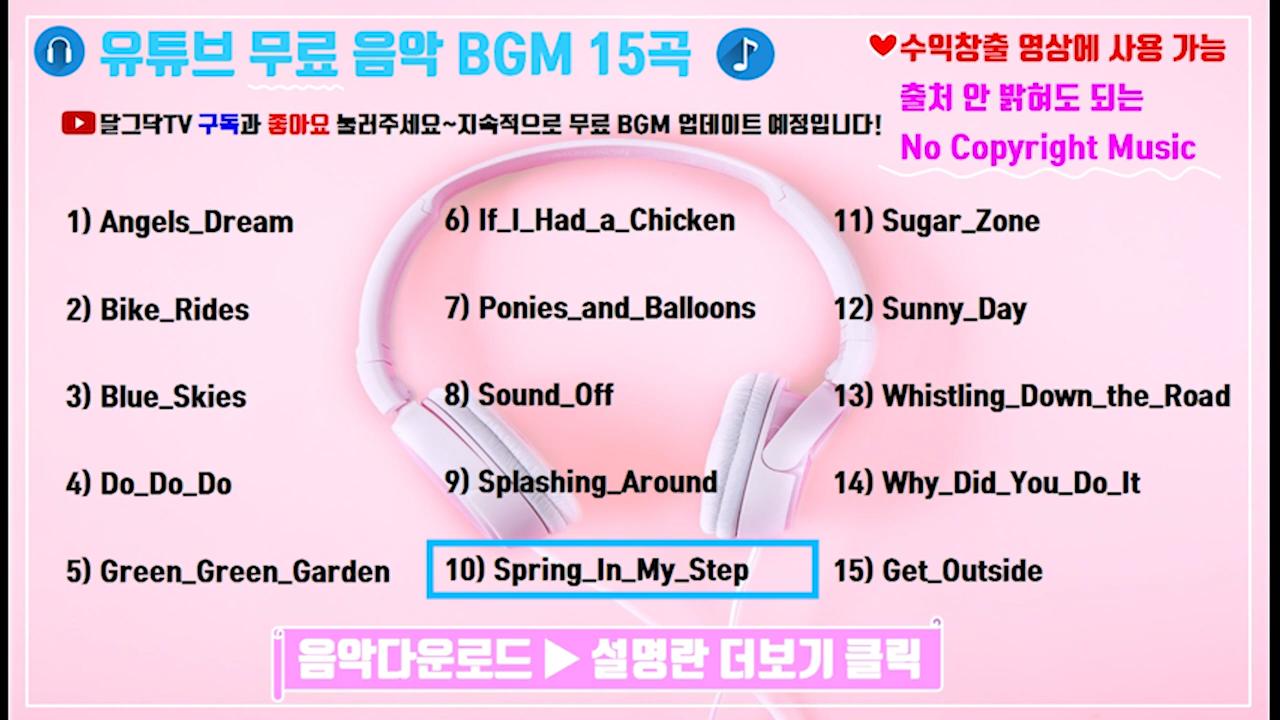 유튜브 무료 음악 BGM 15곡
♥수익창출 영상에 사용 가능
출처 안 밝혀도 되는
No Copyright Music
달그닥TV 구독과 좋아요 눌러주세요~지속적으로 무료 BGM 업데이트 예정입니다!
1) Angels_Dream
2) Bike_Rides
3) Blue_Skies
4) Do_Do_Do
5) Green_Green_Garden
6) If_I_Had_a_Chicken
7) Ponies_and_Balloons
8) Sound_Off
9) Splashing_Around
10) Spring_In_My_Step
11) Sugar_Zone
12) Sunny_Day
13) Whistling_Down_the_Road
14) Why_Did_You_Do_It
15) Get_Outside
음악다운로드▶설명란 더보기 클릭